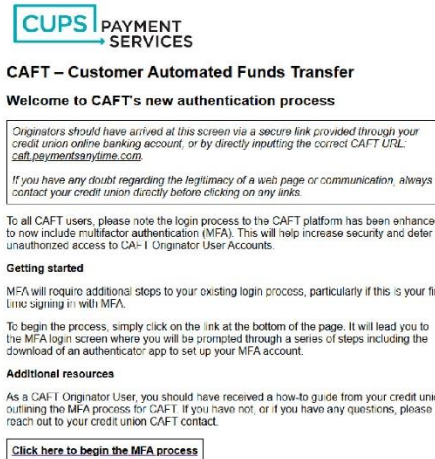 CUPS PAYMENT
SERVICES
CAFT – Customer Automated Funds Transfer
Welcome to CAFT's new authentication process
Originators should have arrived at this screen via a secure link provided through your
credit union online banking account, or by directly inputting the correct CAFT URL:
caft.paymentsanytime.com.
If you have any doubt regarding the legitimacy of a web page or communication, always
contact your credit union directly before clicking on any links.
To all CAFT users, please note the login process to the CAFT platform has been enhance
to now include multifactor authentication (MFA). This will help increase security and deter
unauthorized access to CAFT Originator User Accounts.
Getting started
MFA will require additional steps to your existing login process, particularly if this is your fi
time signing in with MFA.
To begin the process, simply click on the link at the bottom of the page. It will lead you to
the MFA login screen where you will be prompted through a series of steps including the
download of an authenticator app to set up your MFA account.
Additional resources
As a CAFT Originator User, you should have received a how-to guide from your credit uni
outlining the MFA process for CAFT. If you have not, or if you have any questions, please
reach out to your credit union CAFT contact.
Click here to begin the MFA process